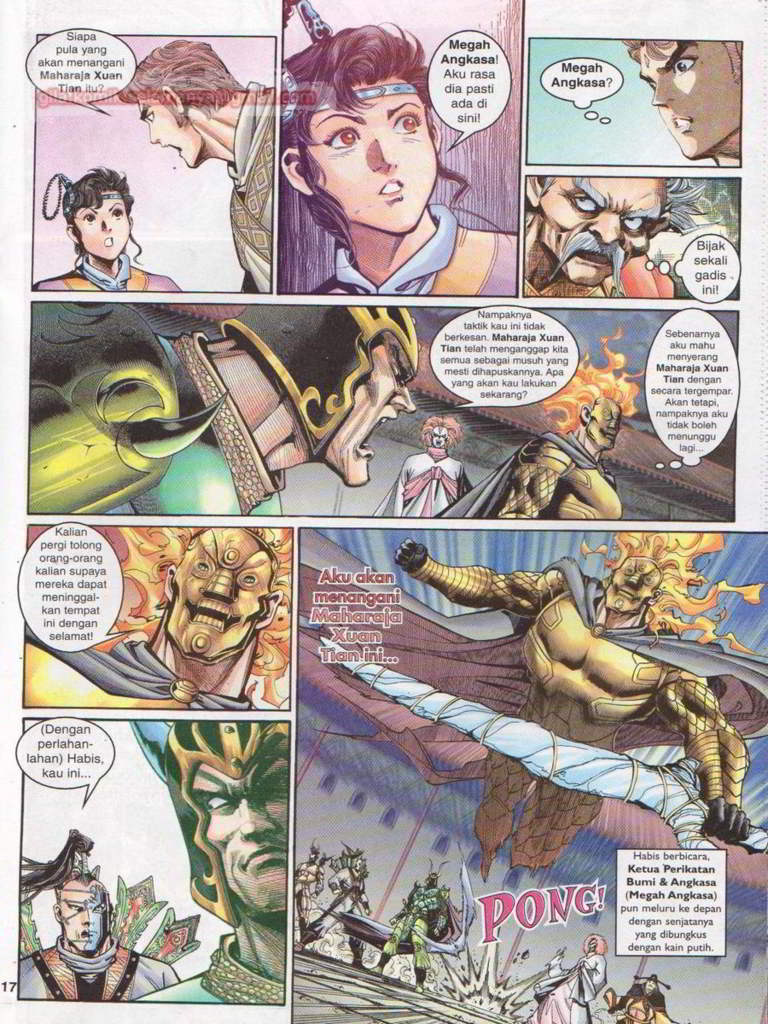 Siapa
pula yang
akan menangani
Maharaja Xuan
Tian itu?
Megah
Angkasa!
Aku rasa
dia pasti
ada di
sini!
Megah
Angkasa?
Bijak
sekali
gadis
ini!
Nampaknya
taktik kau ini tidak
berkesan. Maharaja Xuan
Tian telah menganggap kita
semua sebagai musuh yang
mesti dihapuskannya. Apa
yang akan kau lakukan
sekarang?
Sebenarnya
aku mahu
menyerang
Maharaja Xuan
Tian dengan
secara tergempar.
Akan tetapi,
nampaknya aku
tidak boleh
menunggu
lagi...
Kalian
pergi tolong
orang-orang
kalian supaya
mereka dapat
meninggal-
kan tempat
ini dengan
selamat!
Aku akan
menangani
Maharaja
Xuan
Tian ini...
(Dengan
perlahan-
lahan) Habis,
kau ini...
PONG!
Habis berbicara,
Ketua Perikatan
Bumi & Angkasa
(Megah Angkasa)
pun meluru ke depan
dengan senjatanya
yang dibungkus
dengan kain putih.
17